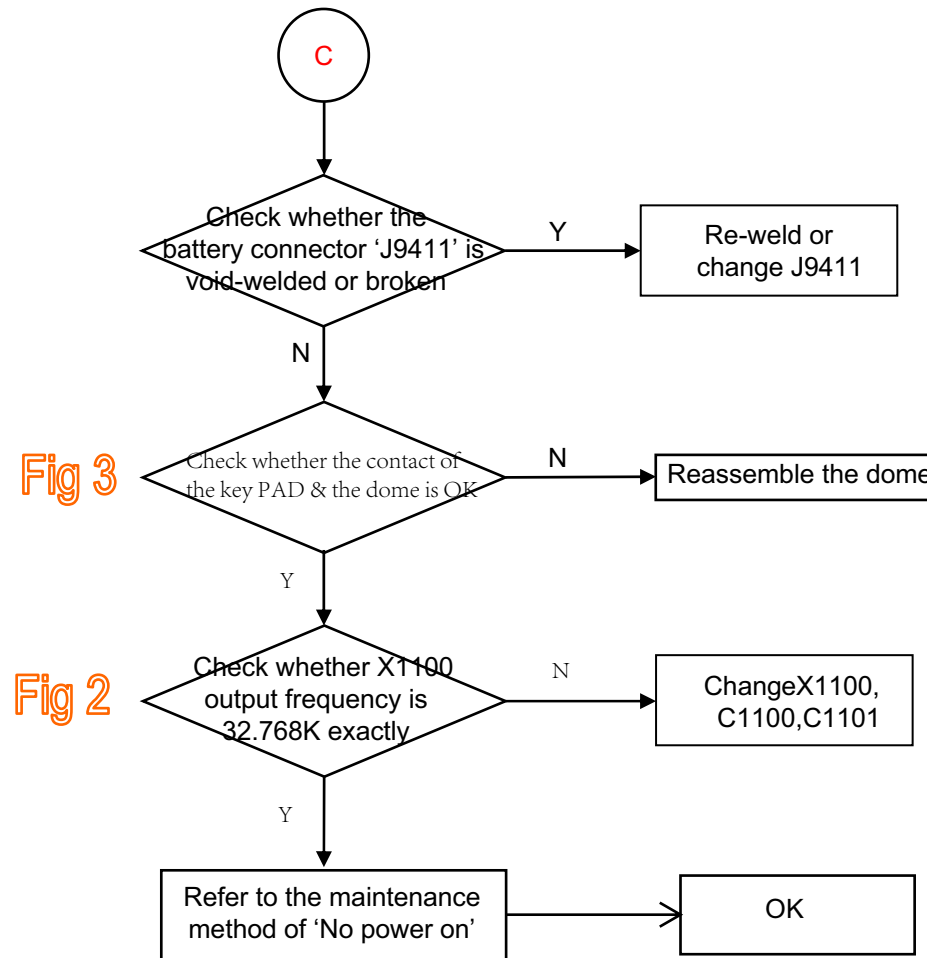 C
Check whether the
battery connector ‘J9411’ is
void-welded or broken
Y
Re-weld or
change J9411
N
Fig 3
Check whether the contact of
the key PAD & the dome is OK
N
Reassemble the dome
Y
Fig 2
Check whether X1100
output frequency is
32.768K exactly
N
ChangeX1100,
C1100,C1101
Y
Refer to the maintenance
method of ‘No power on’
OK